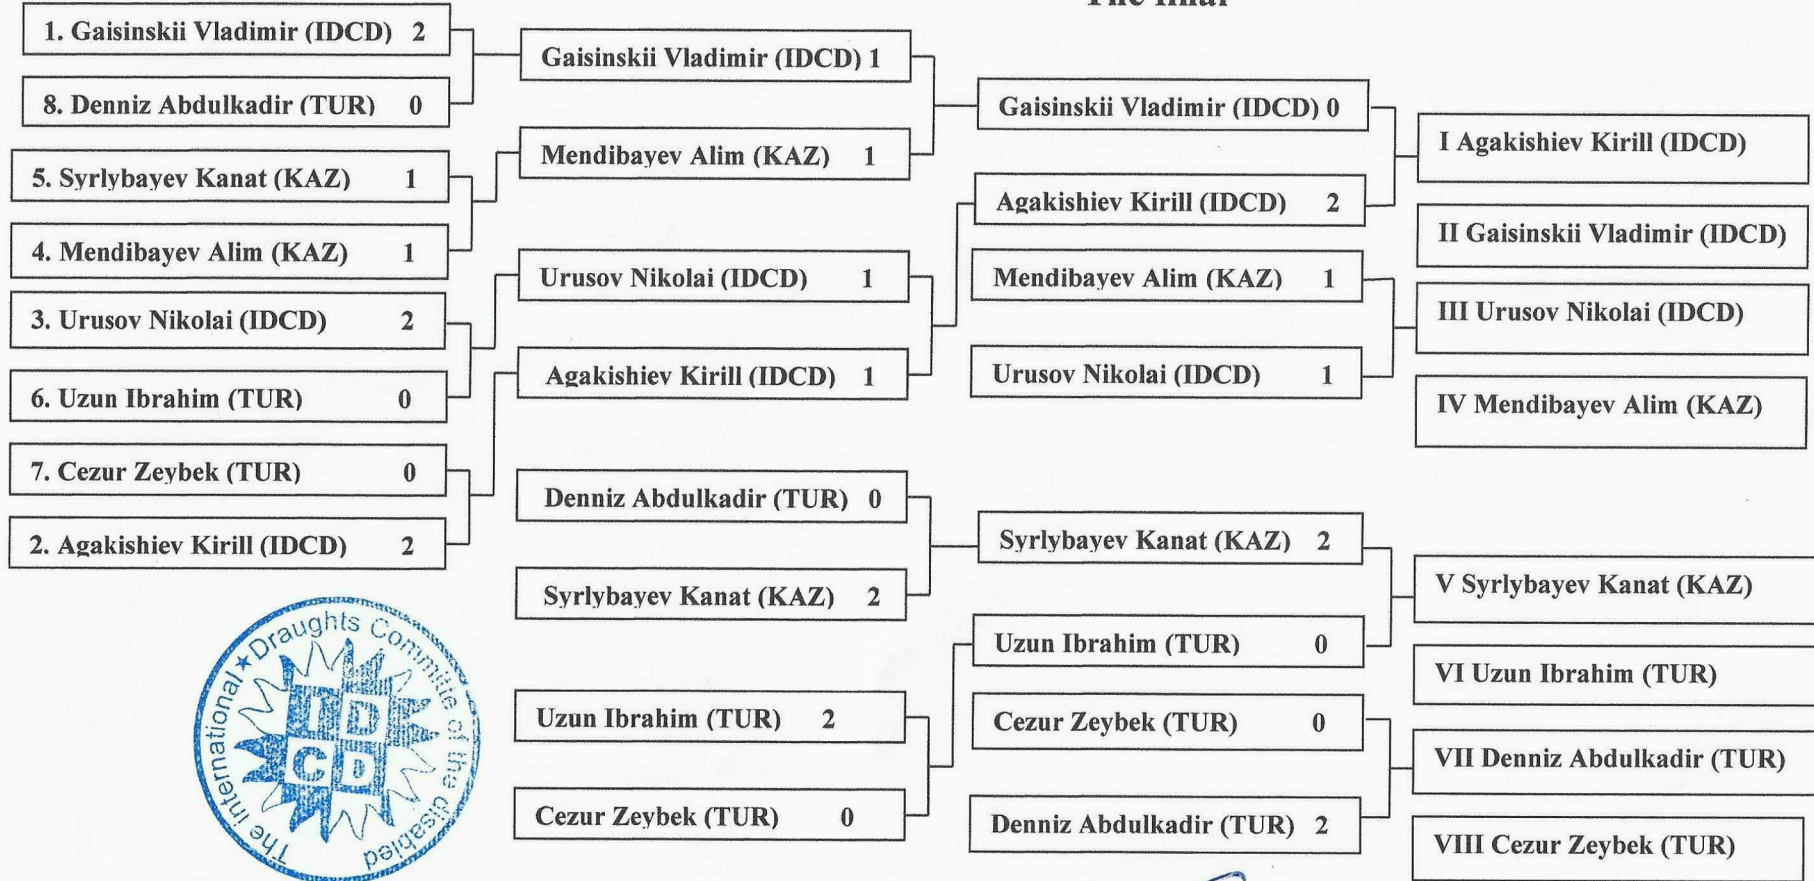 The final
1. Gaisinskii Vladimir (IDCD) 2
8. Denniz Abdulkadir (TUR) 0
5. Syrlybayev Kanat (KAZ) 1
4. Mendibayev Alim (KAZ) 1
3. Urusov Nikolai (IDCD) 2
6. Uzun Ibrahim (TUR) 0
7. Cezur Zeybek (TUR) 0
2. Agakishiev Kirill (IDCD) 2
Gaisinskii Vladimir (IDCD) 1
Mendibayev Alim (KAZ) 1
Urusov Nikolai (IDCD) 1
Agakishiev Kirill (IDCD) 1
Denniz Abdulkadir (TUR) 0
Syrlybayev Kanat (KAZ) 2
Uzun Ibrahim (TUR) 2
Cezur Zeybek (TUR) 0
Gaisinskii Vladimir (IDCD) 0
Agakishiev Kirill (IDCD) 2
Mendibayev Alim (KAZ) 1
Urusov Nikolai (IDCD) 1
Syrlybayev Kanat (KAZ) 2
Uzun Ibrahim (TUR) 0
Cezur Zeybek (TUR) 0
Denniz Abdulkadir (TUR) 2
I Agakishiev Kirill (IDCD)
II Gaisinskii Vladimir (IDCD)
III Urusov Nikolai (IDCD)
IV Mendibayev Alim (KAZ)
V Syrlybayev Kanat (KAZ)
VI Uzun Ibrahim (TUR)
VII Denniz Abdulkadir (TUR)
VIII Cezur Zeybek (TUR)
The International ★ Draughts Committie of the disabled
ID
CD